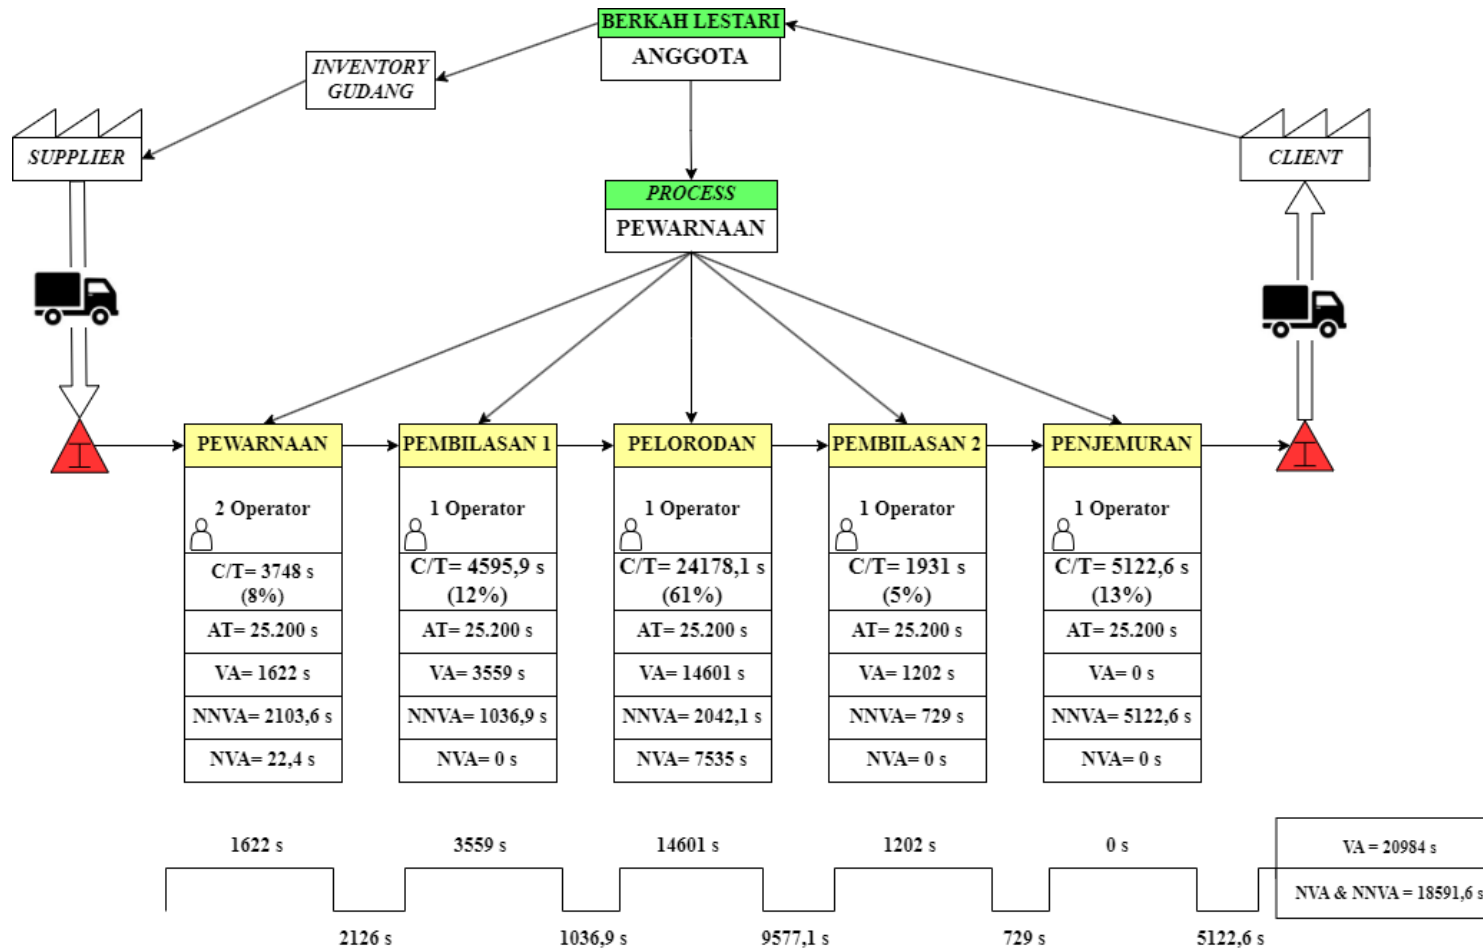 BERKAH LESTARI
ANGGOTA
INVENTORY
GUDANG
SUPPLIER
CLIENT
PROCESS
PEWARNAAN
I
PEWARNAAN
PEMBILASAN 1
PELORODAN
PEMBILASAN 2
PENJEMURAN
I
2 Operator
1 Operator
1 Operator
1 Operator
1 Operator
C/T= 3748 s
(8%)
C/T= 4595,9 s
(12%)
C/T= 24178,1 s
(61%)
C/T= 1931 s
(5%)
C/T= 5122,6 s
(13%)
AT= 25.200 s
AT= 25.200 s
AT= 25.200 s
AT= 25.200 s
AT= 25.200 s
VA= 1622 s
VA= 3559 s
VA= 14601 s
VA= 1202 s
VA= 0 s
NNVA= 2103,6 s
NNVA= 1036,9 s
NNVA= 2042,1 s
NNVA= 729 s
NNVA= 5122,6 s
NVA= 22,4 s
NVA= 0 s
NVA= 7535 s
NVA= 0 s
NVA= 0 s
1622 s
3559 s
14601 s
1202 s
0 s
VA = 20984 s
NVA & NNVA = 18591,6 s
2126 s
1036,9 s
9577,1 s
729 s
5122,6 s